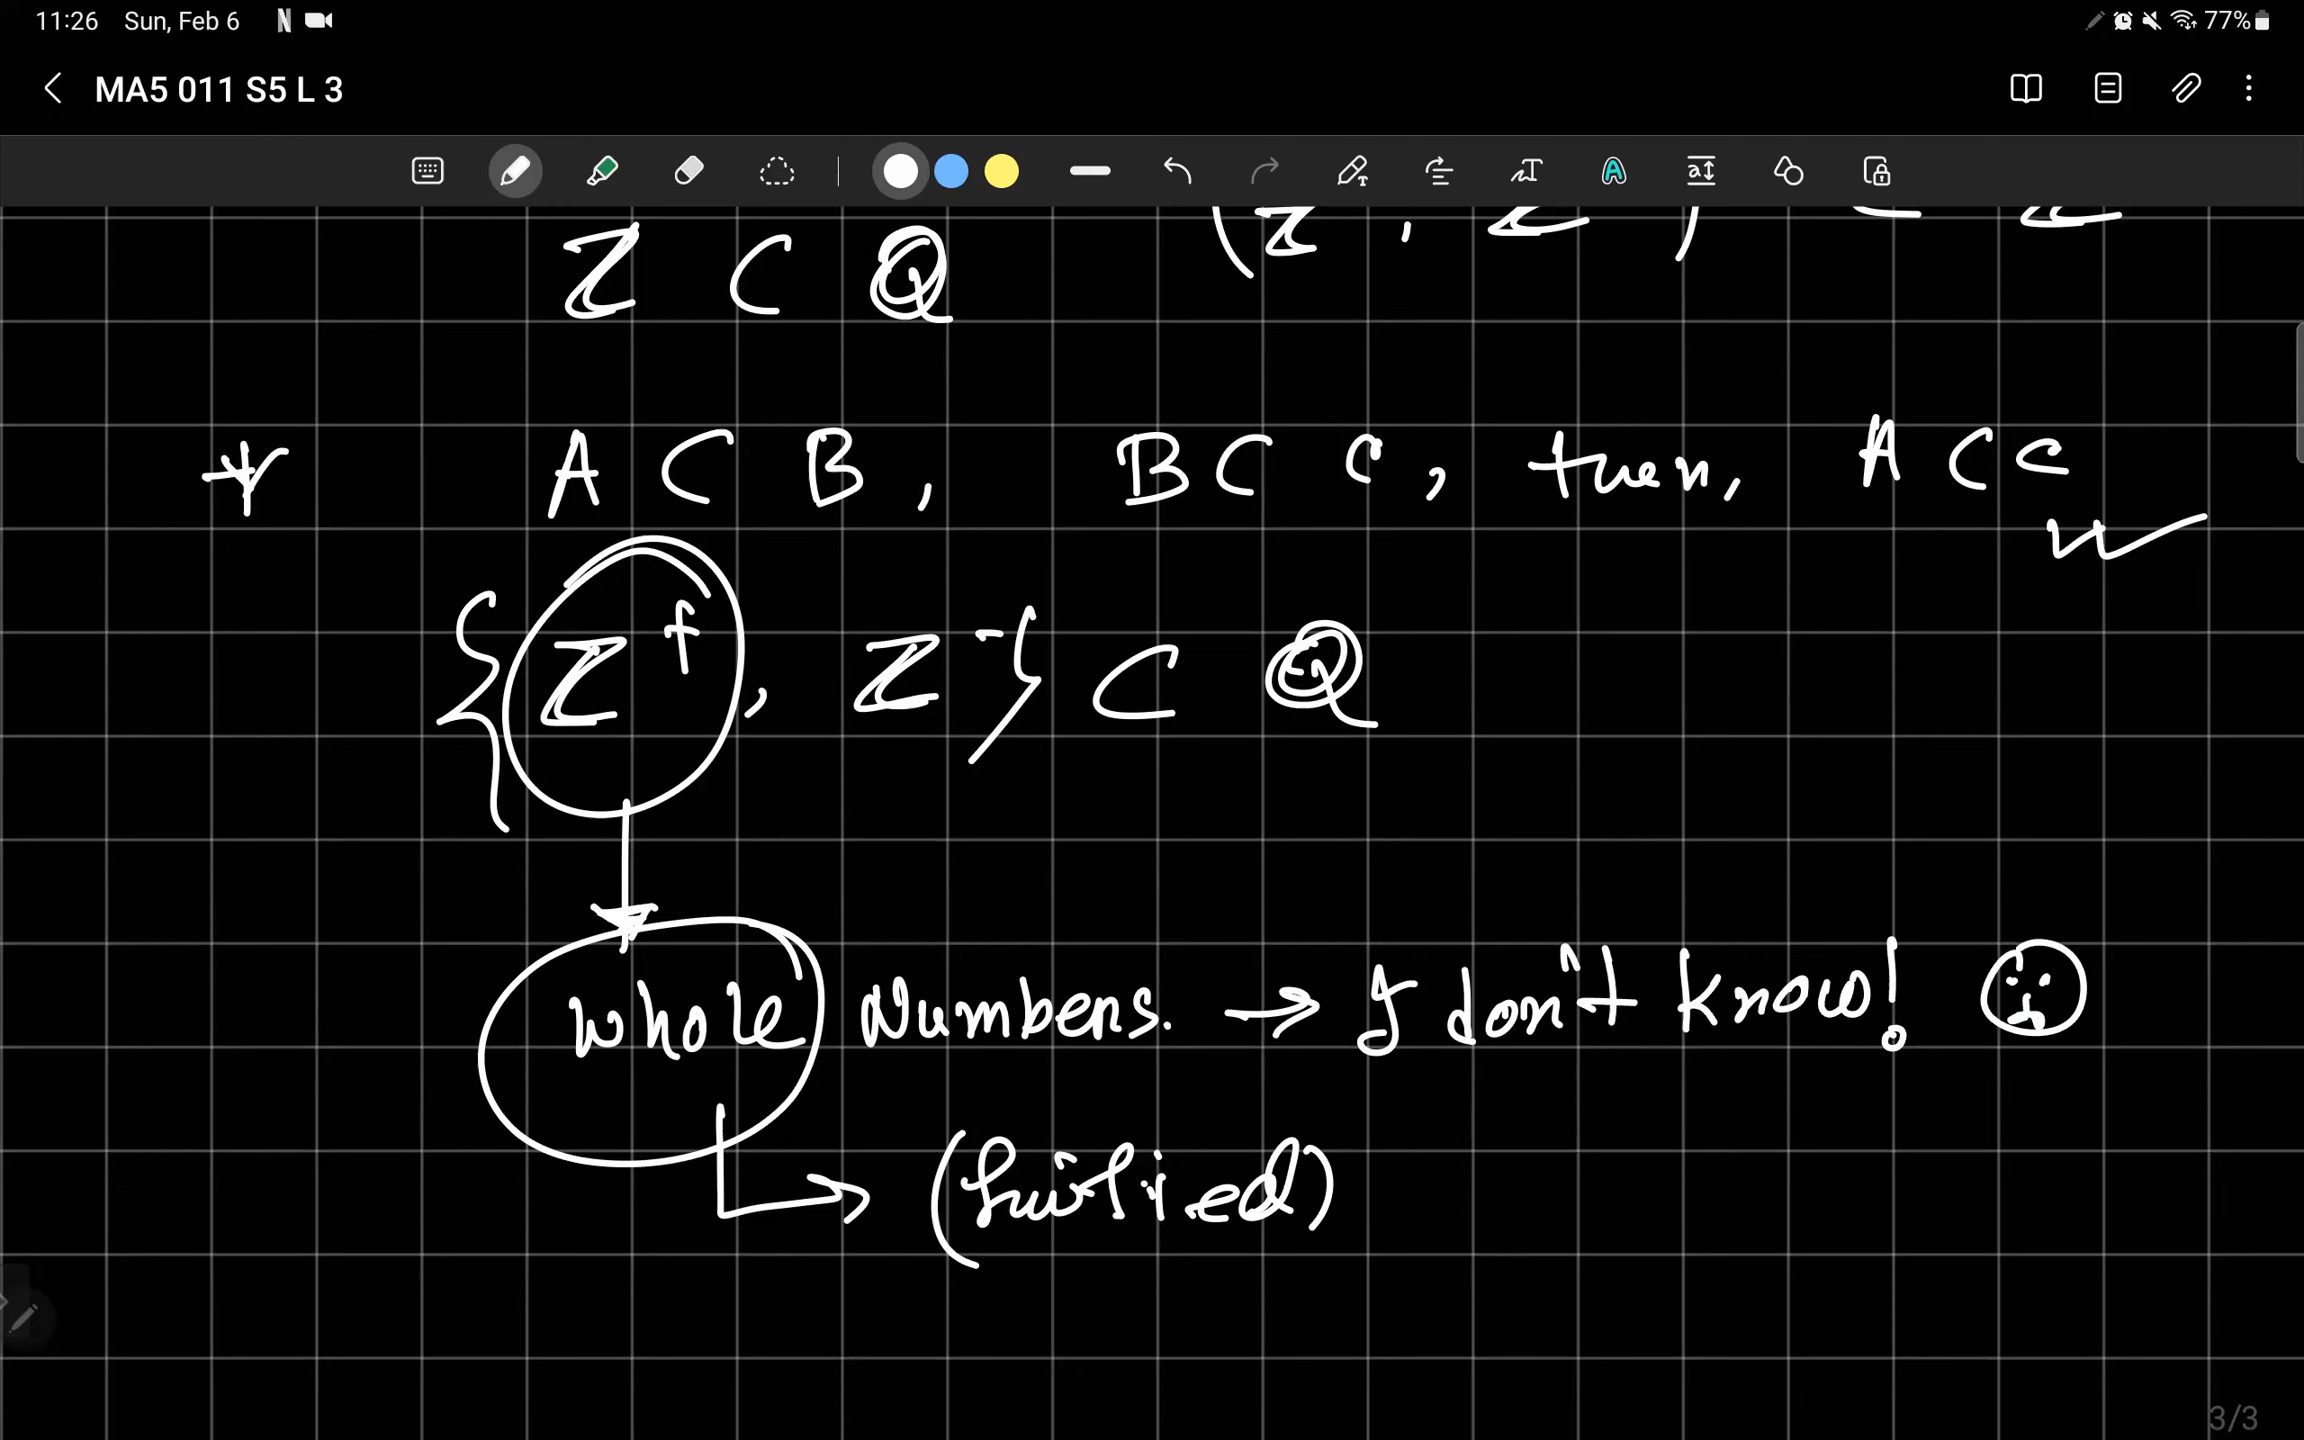 11:26 Sun, Feb 6 77%
MA5 011 S5 L 3
(Z , Z ) ⊂ Z
Z ⊂ Q
* A ⊂ B , B ⊂ C , then, A ⊂ C
{Z⁺ , Z⁻} ⊂ Q
Whole Numbers. → I don't know!
3/3